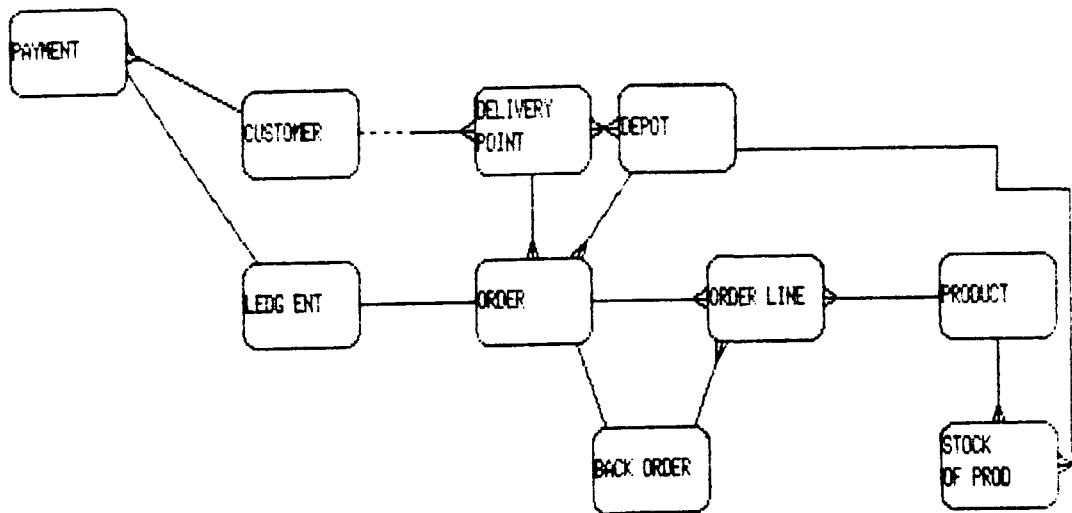 PAYMENT
CUSTOMER
DELIVERY
POINT
DEPOT
LEDG ENT
ORDER
ORDER LINE
PRODUCT
BACK ORDER
STOCK
OF PROD